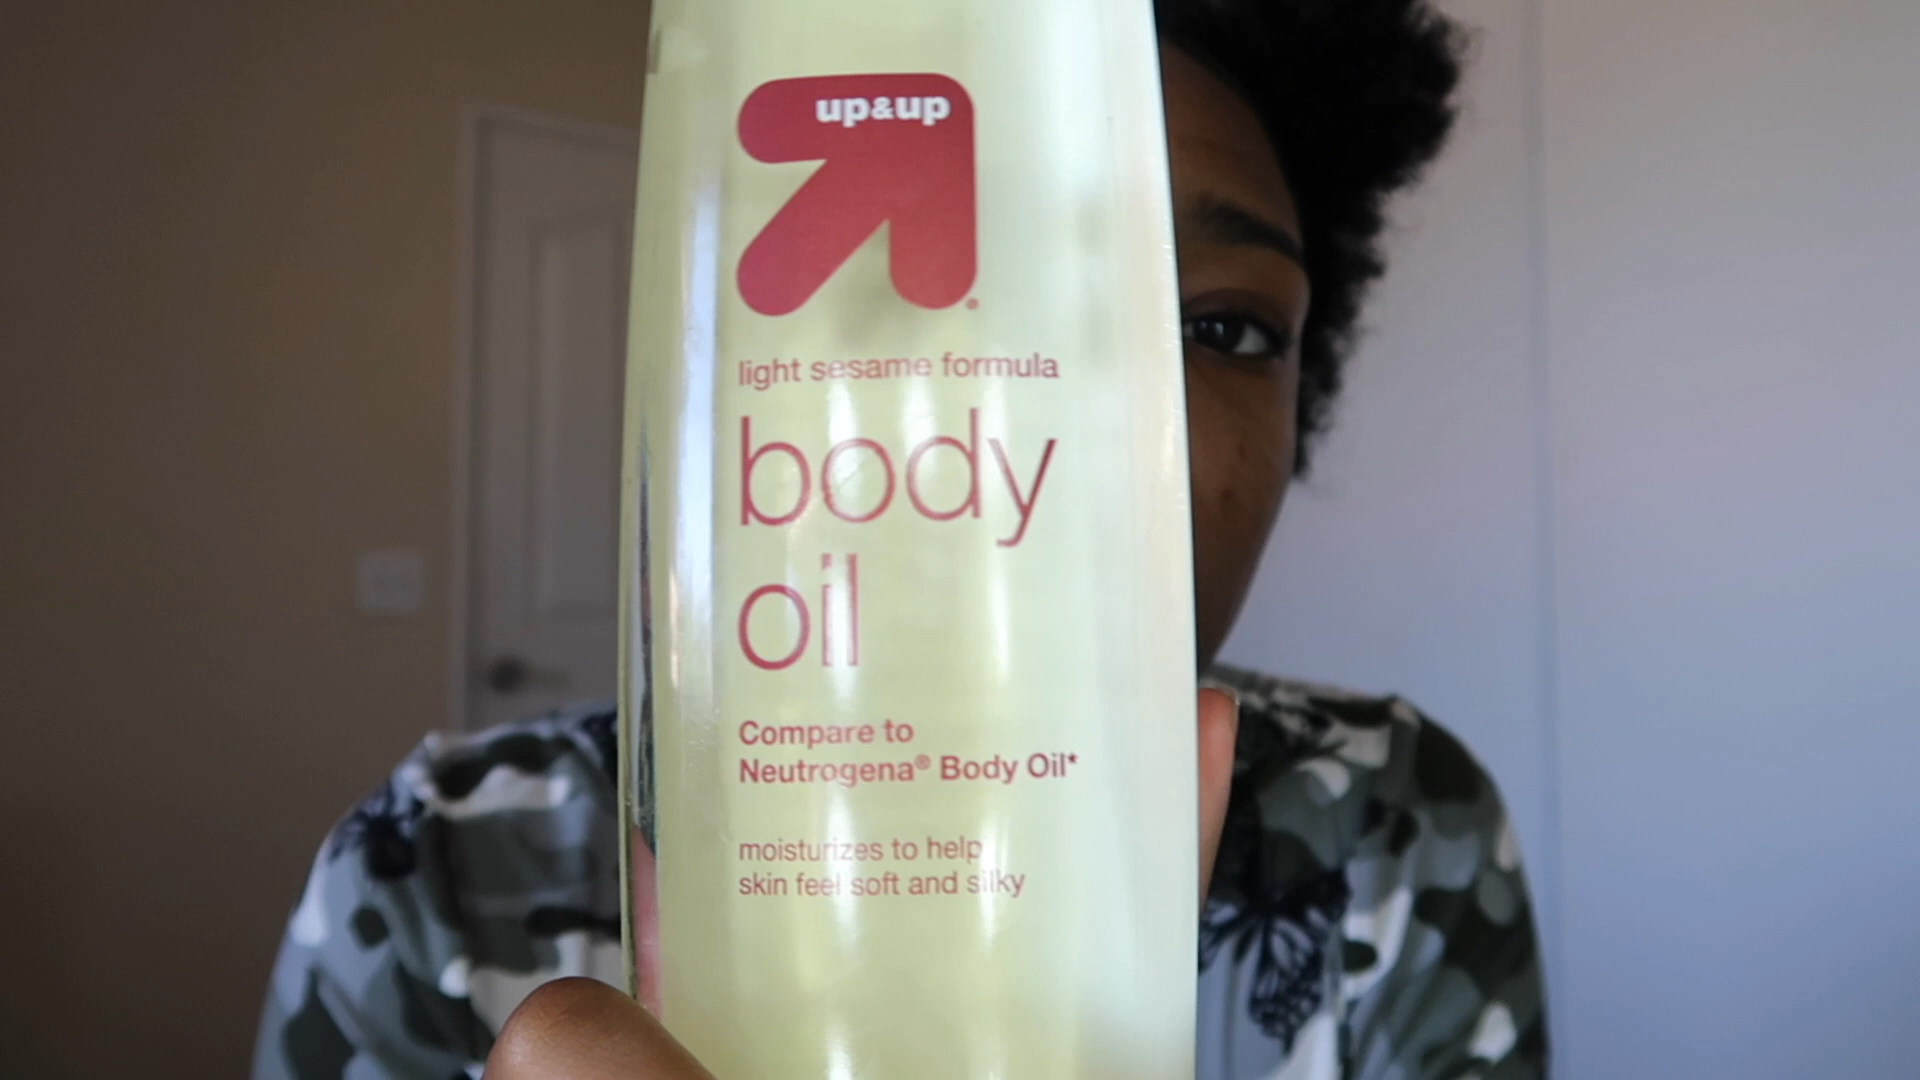 up&up
light sesame formula
body
oil
Compare to
Neutrogena® Body Oil*
moisturizes to help
skin feel soft and silky